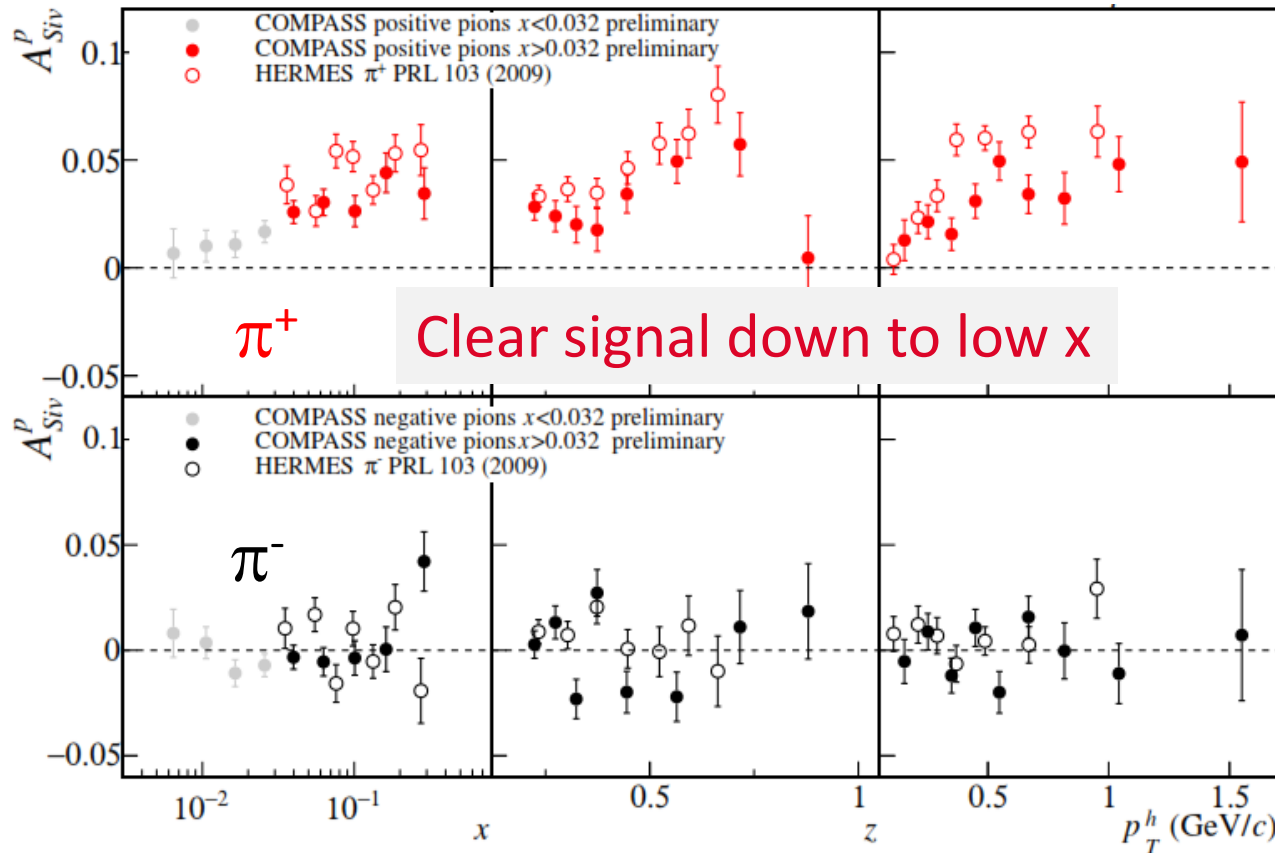 A^p_Siv
COMPASS positive pions x<0.032 preliminary
COMPASS positive pions x>0.032 preliminary
HERMES π⁺ PRL 103 (2009)
0.1
0.05
0
−0.05
π⁺
Clear signal down to low x
A^p_Siv
COMPASS negative pions x<0.032 preliminary
COMPASS negative pions x>0.032 preliminary
HERMES π⁻ PRL 103 (2009)
0.1
0.05
0
−0.05
π⁻
10⁻² 10⁻¹ 0.5 1 0.5 1 1.5
x z p^h_T (GeV/c)